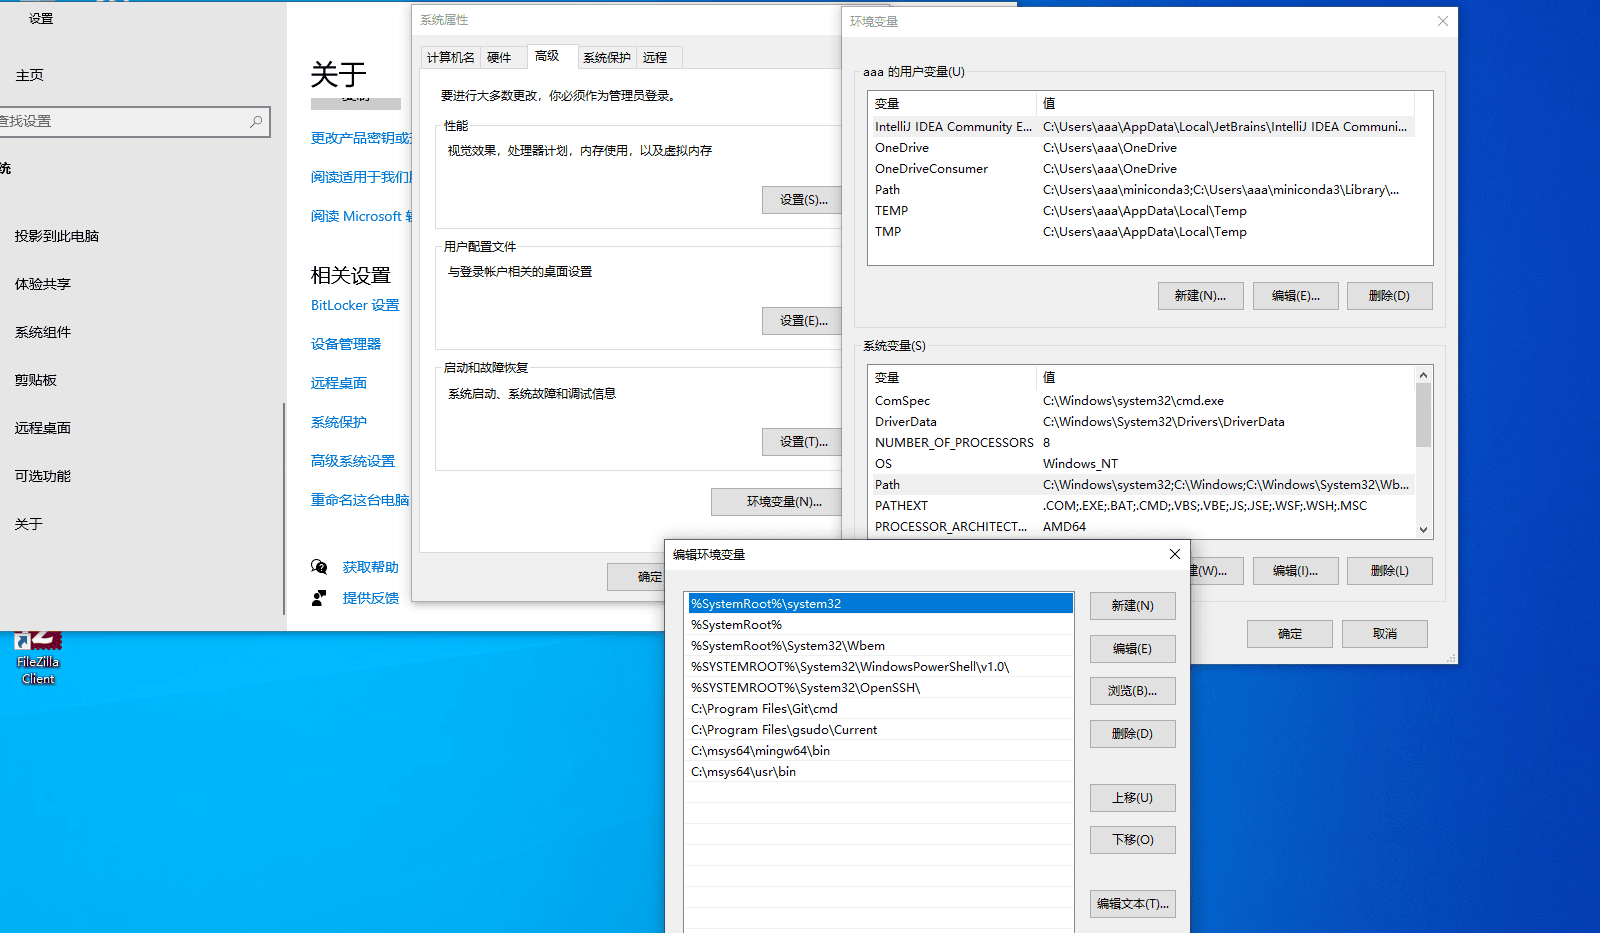 设置
主页
查找设置
统
投影到此电脑
体验共享
系统组件
剪贴板
远程桌面
可选功能
关于
关于
更改产品密钥或
阅读适用于我们
阅读 Microsoft 软
相关设置
BitLocker 设置
设备管理器
远程桌面
系统保护
高级系统设置
重命名这台电脑
获取帮助
提供反馈
FileZilla
Client
系统属性
计算机名 硬件 高级 系统保护 远程
要进行大多数更改，你必须作为管理员登录。
性能
视觉效果，处理器计划，内存使用，以及虚拟内存
设置(S)...
用户配置文件
与登录帐户相关的桌面设置
设置(E)...
启动和故障恢复
系统启动、系统故障和调试信息
设置(T)...
环境变量(N)...
确定
环境变量
aaa 的用户变量(U)
变量 值
IntelliJ IDEA Community E... C:\Users\aaa\AppData\Local\JetBrains\IntelliJ IDEA Communi...
OneDrive C:\Users\aaa\OneDrive
OneDriveConsumer C:\Users\aaa\OneDrive
Path C:\Users\aaa\miniconda3;C:\Users\aaa\miniconda3\Library\...
TEMP C:\Users\aaa\AppData\Local\Temp
TMP C:\Users\aaa\AppData\Local\Temp
新建(N)... 编辑(E)... 删除(D)
系统变量(S)
变量 值
ComSpec C:\Windows\system32\cmd.exe
DriverData C:\Windows\System32\Drivers\DriverData
NUMBER_OF_PROCESSORS 8
OS Windows_NT
Path C:\Windows\system32;C:\Windows;C:\Windows\System32\Wb...
PATHEXT .COM;.EXE;.BAT;.CMD;.VBS;.VBE;.JS;.JSE;.WSF;.WSH;.MSC
PROCESSOR_ARCHITECT... AMD64
建(W)... 编辑(I)... 删除(L)
确定 取消
编辑环境变量
%SystemRoot%\system32
%SystemRoot%
%SystemRoot%\System32\Wbem
%SYSTEMROOT%\System32\WindowsPowerShell\v1.0\
%SYSTEMROOT%\System32\OpenSSH\
C:\Program Files\Git\cmd
C:\Program Files\gsudo\Current
C:\msys64\mingw64\bin
C:\msys64\usr\bin
新建(N)
编辑(E)
浏览(B)...
删除(D)
上移(U)
下移(O)
编辑文本(T)...